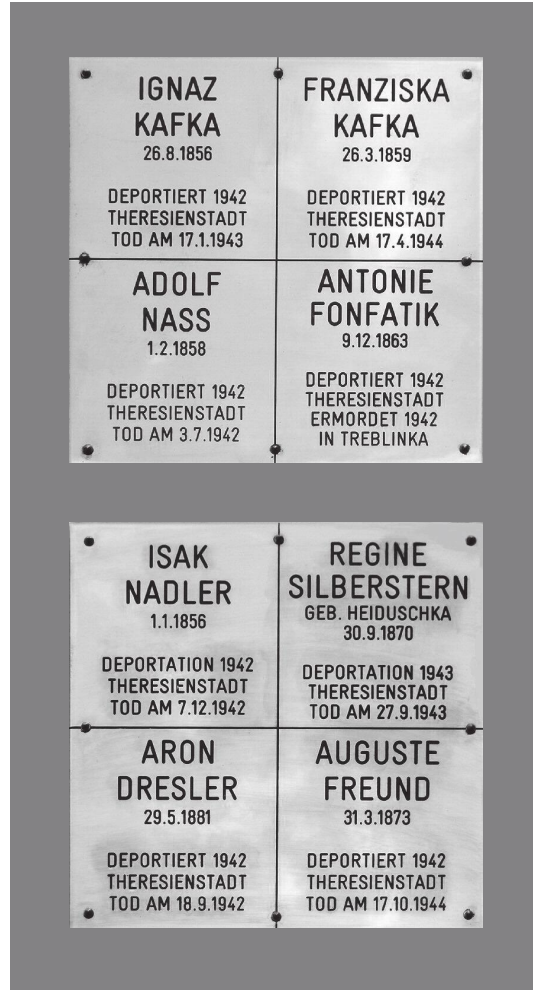 IGNAZ
KAFKA
26.8.1856
DEPORTIERT 1942
THERESIENSTADT
TOD AM 17.1.1943
FRANZISKA
KAFKA
26.3.1859
DEPORTIERT 1942
THERESIENSTADT
TOD AM 17.4.1944
ADOLF
NASS
1.2.1858
DEPORTIERT 1942
THERESIENSTADT
TOD AM 3.7.1942
ANTONIE
FONFATIK
9.12.1863
DEPORTIERT 1942
THERESIENSTADT
ERMORDET 1942
IN TREBLINKA
ISAK
NADLER
1.1.1856
DEPORTATION 1942
THERESIENSTADT
TOD AM 7.12.1942
REGINE
SILBERSTERN
GEB. HEIDUSCHKA
30.9.1870
DEPORTATION 1943
THERESIENSTADT
TOD AM 27.9.1943
ARON
DRESLER
29.5.1881
DEPORTIERT 1942
THERESIENSTADT
TOD AM 18.9.1942
AUGUSTE
FREUND
31.3.1873
DEPORTIERT 1942
THERESIENSTADT
TOD AM 17.10.1944